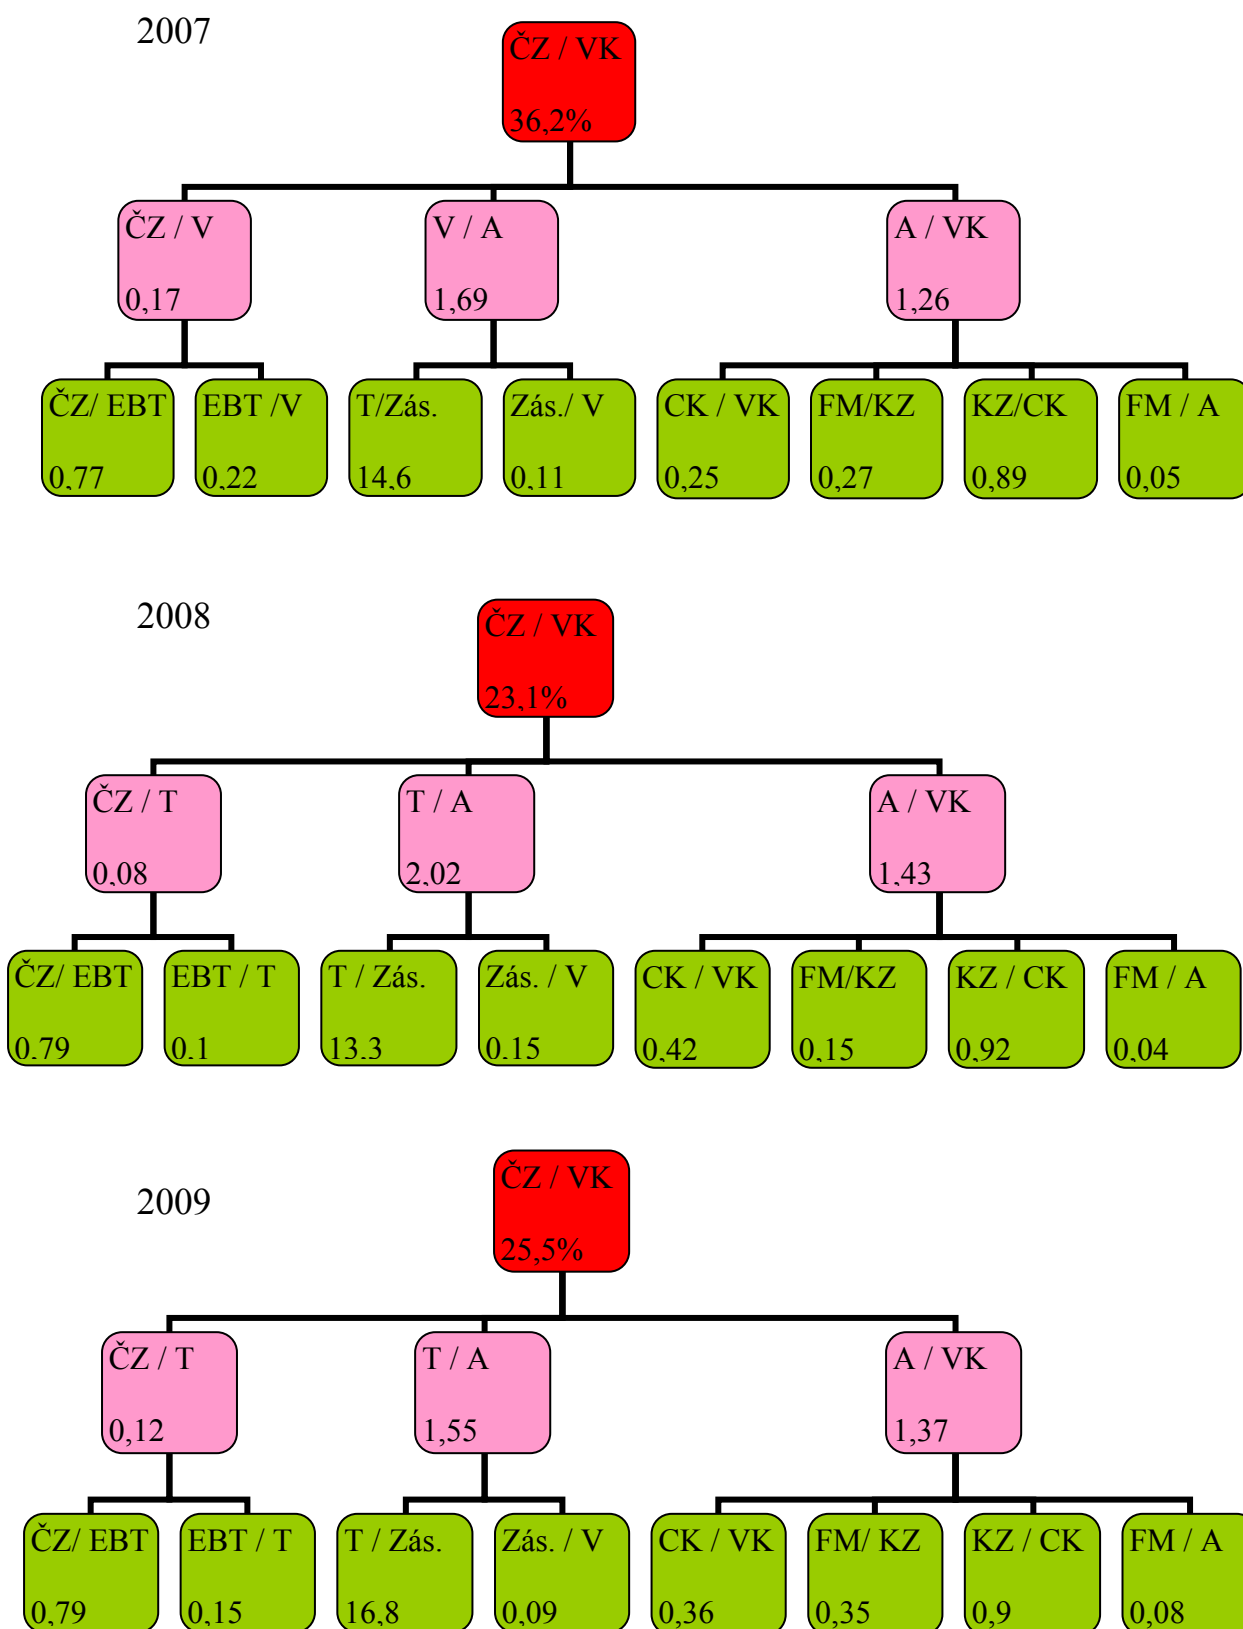 2007
ČZ / VK
36,2%
ČZ / V
0,17
V / A
1,69
A / VK
1,26
ČZ/ EBT
0,77
EBT /V
0,22
T/Zás.
14,6
Zás./ V
0,11
CK / VK
0,25
FM/KZ
0,27
KZ/CK
0,89
FM / A
0,05
2008
ČZ / VK
23,1%
ČZ / T
0,08
T / A
2,02
A / VK
1,43
ČZ/ EBT
0,79
EBT / T
0,1
T / Zás.
13,3
Zás. / V
0,15
CK / VK
0,42
FM/KZ
0,15
KZ / CK
0,92
FM / A
0,04
2009
ČZ / VK
25,5%
ČZ / T
0,12
T / A
1,55
A / VK
1,37
ČZ/ EBT
0,79
EBT / T
0,15
T / Zás.
16,8
Zás. / V
0,09
CK / VK
0,36
FM/ KZ
0,35
KZ / CK
0,9
FM / A
0,08